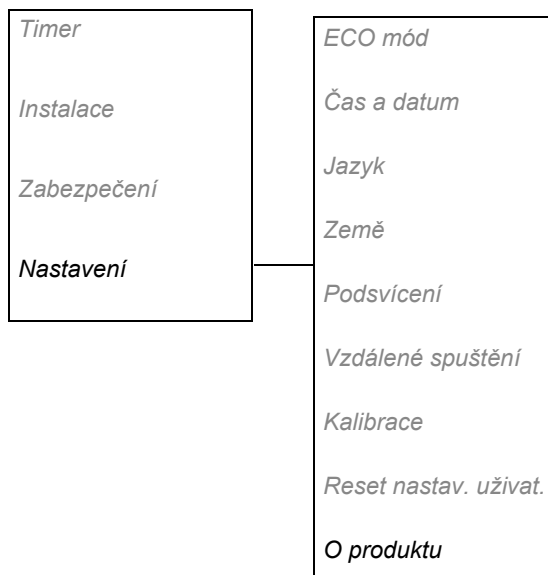 Timer
Instalace
Zabezpečení
Nastavení
ECO mód
Čas a datum
Jazyk
Země
Podsvícení
Vzdálené spuštění
Kalibrace
Reset nastav. uživat.
O produktu